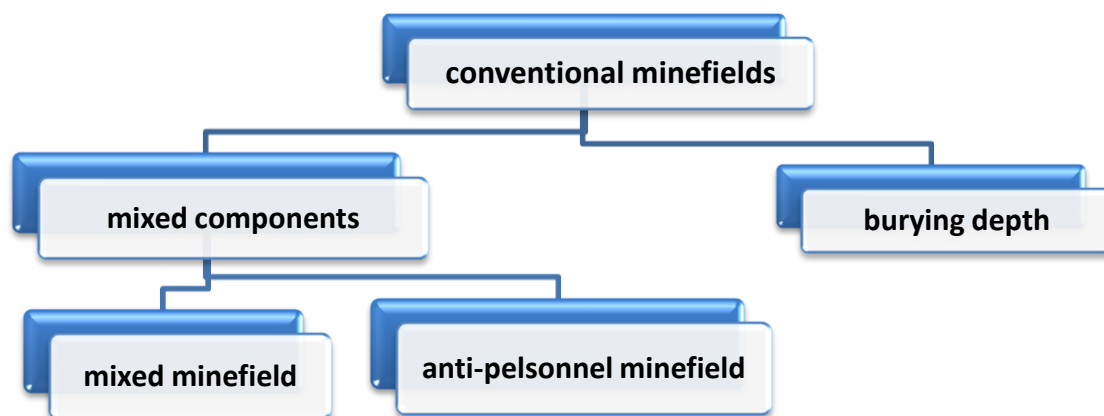 conventional minefields
mixed components
burying depth
mixed minefield
anti-pelsonnel minefield